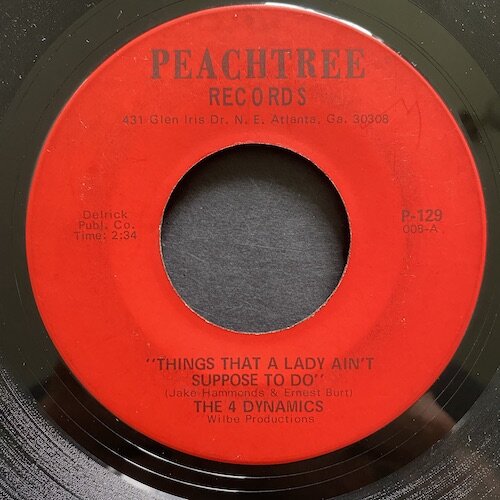 PEACHTREE
RECORDS
431 Glen Iris Dr. N. E. Atlanta, Ga. 30308
Delrick
Publ. Co.
Time: 2:34
P-129
008-A
"THINGS THAT A LADY AIN'T
SUPPOSE TO DO"
(Jake Hammonds & Ernest Burt)
THE 4 DYNAMICS
Wilbe Productions